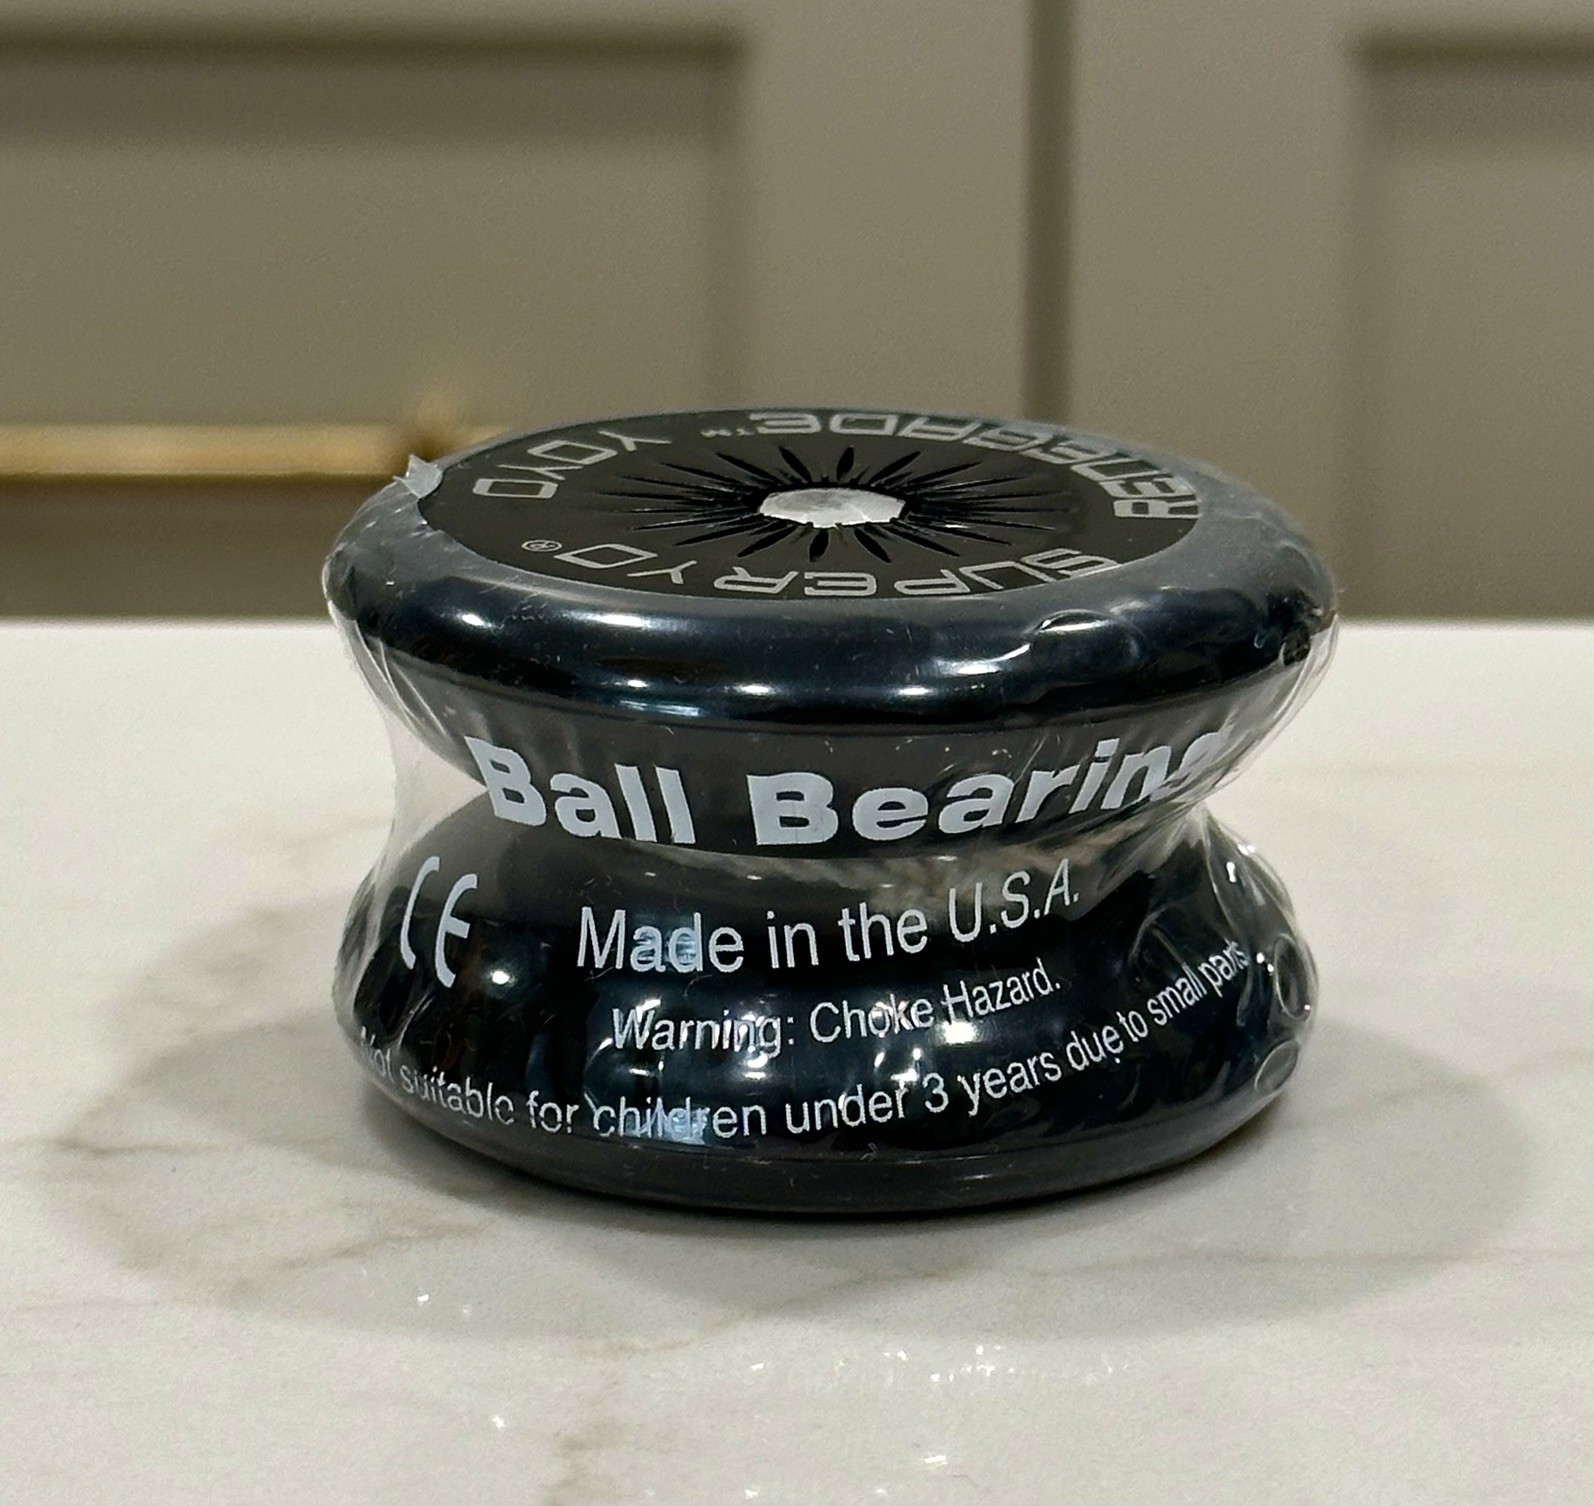 RENEGADE™ YOYO
SUPERYO®
Ball Bearing
CE
Made in the U.S.A.
Warning: Choke Hazard.
Not suitable for children under 3 years due to small parts